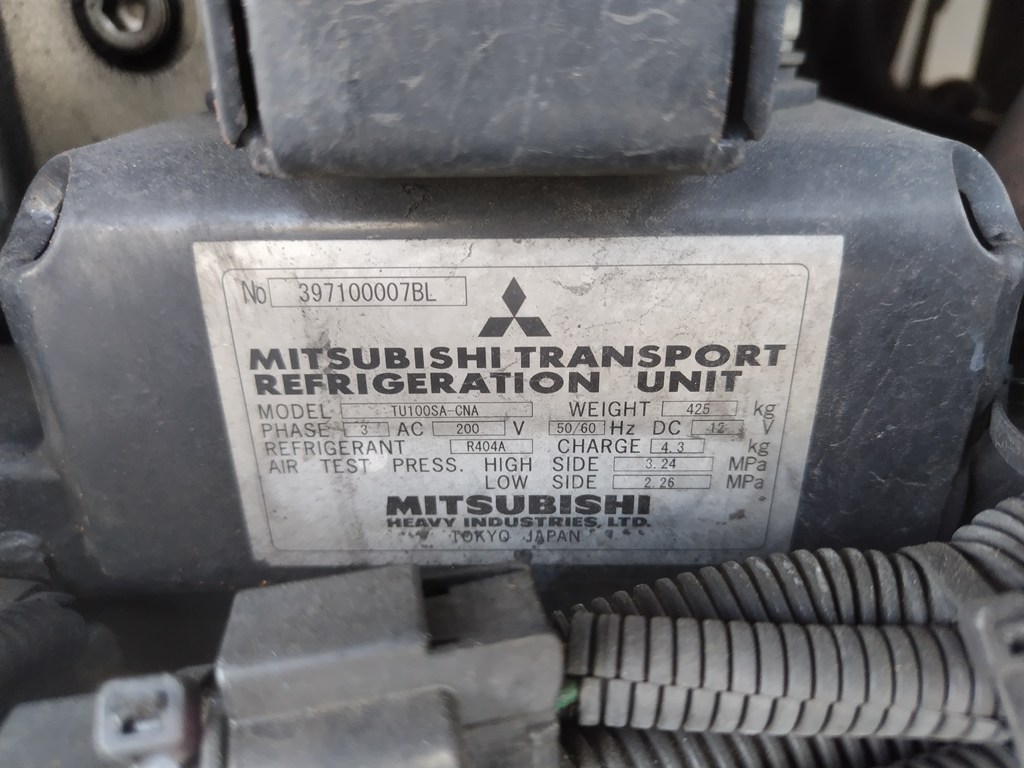 No 397100007BL
MITSUBISHI TRANSPORT
REFRIGERATION UNIT
MODEL TU100SA-CNA WEIGHT 425 kg
PHASE 3 AC 200 V 50/60 Hz DC 12 V
REFRIGERANT R404A CHARGE 4.3 kg
AIR TEST PRESS. HIGH SIDE 3.24 MPa
LOW SIDE 2.26 MPa
MITSUBISHI
HEAVY INDUSTRIES, LTD.
TOKYO JAPAN